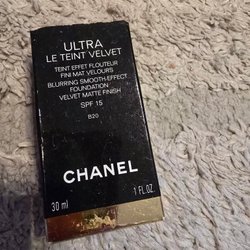 ULTRA
LE TEINT VELVET
TEINT EFFET FLOUTEUR
FINI MAT VELOURS
BLURRING SMOOTH-EFFECT
FOUNDATION
VELVET MATTE FINISH
SPF 15
B20
CHANEL
30 ml
1 FL. OZ.